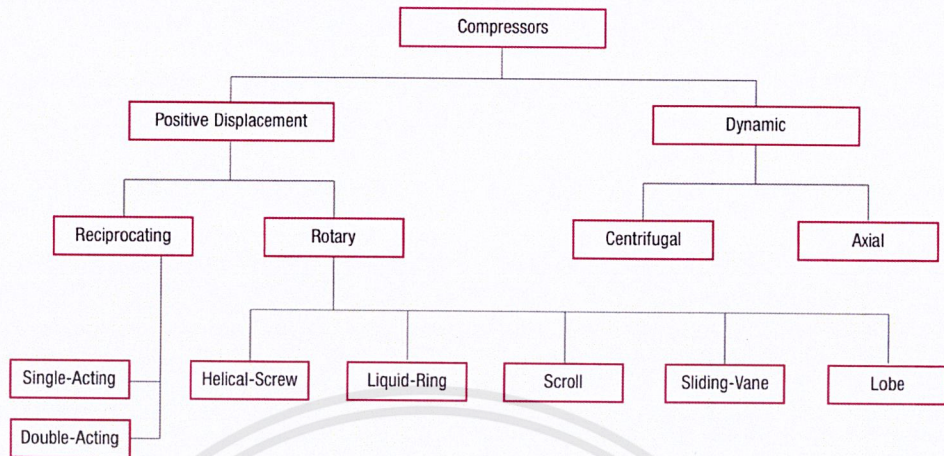 Compressors
Positive Displacement
Dynamic
Reciprocating
Rotary
Centrifugal
Axial
Single-Acting
Helical-Screw
Liquid-Ring
Scroll
Sliding-Vane
Lobe
Double-Acting